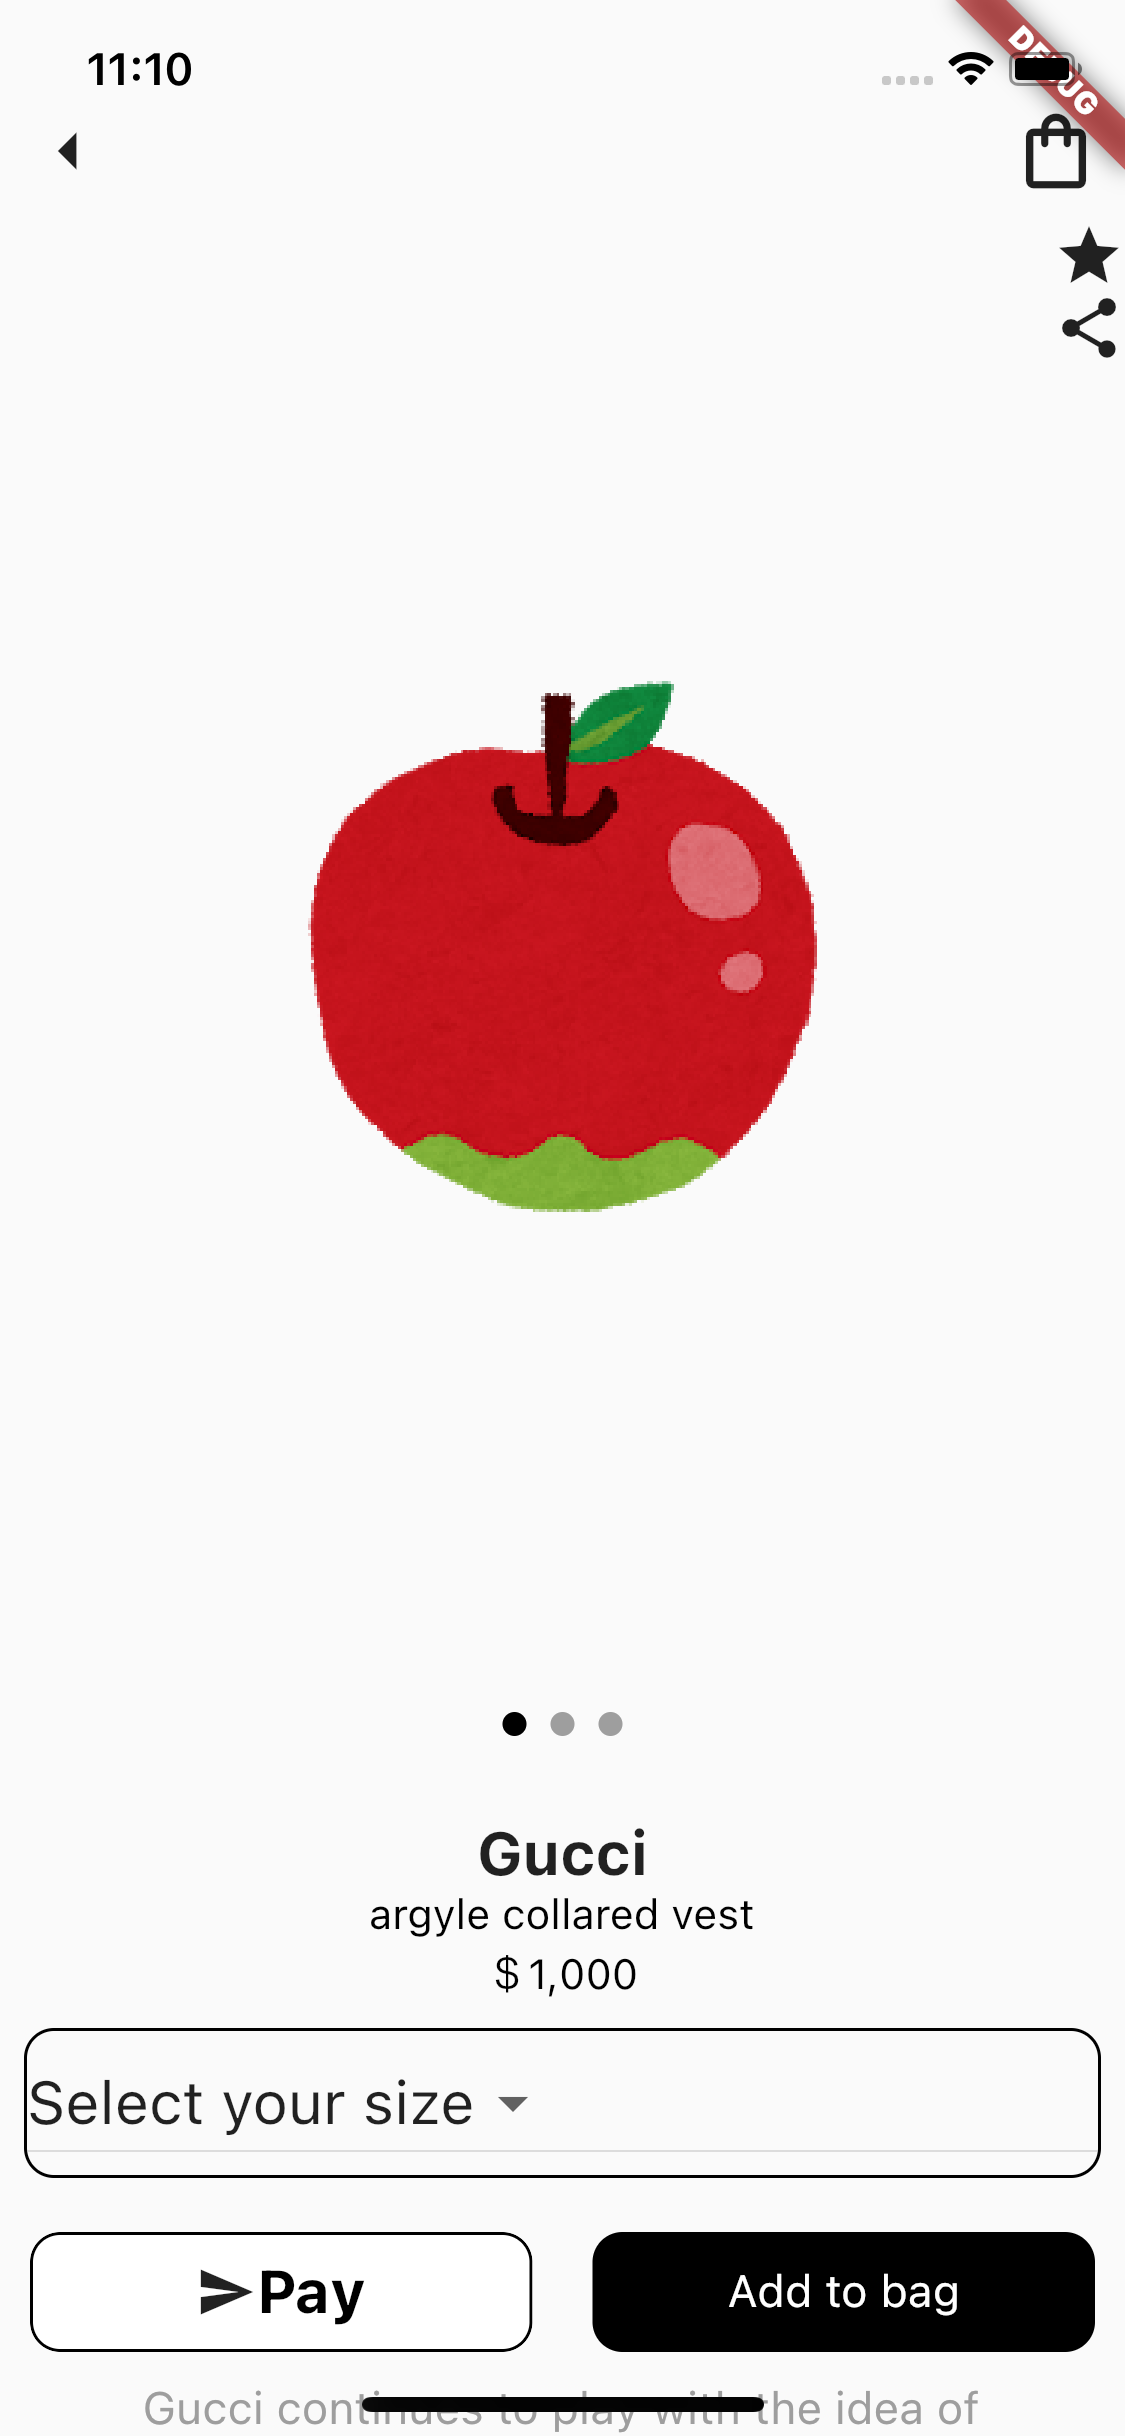 11:10
DEBUG
Gucci
argyle collared vest
$ 1,000
Select your size
Pay
Add to bag
Gucci continues to play with the idea of